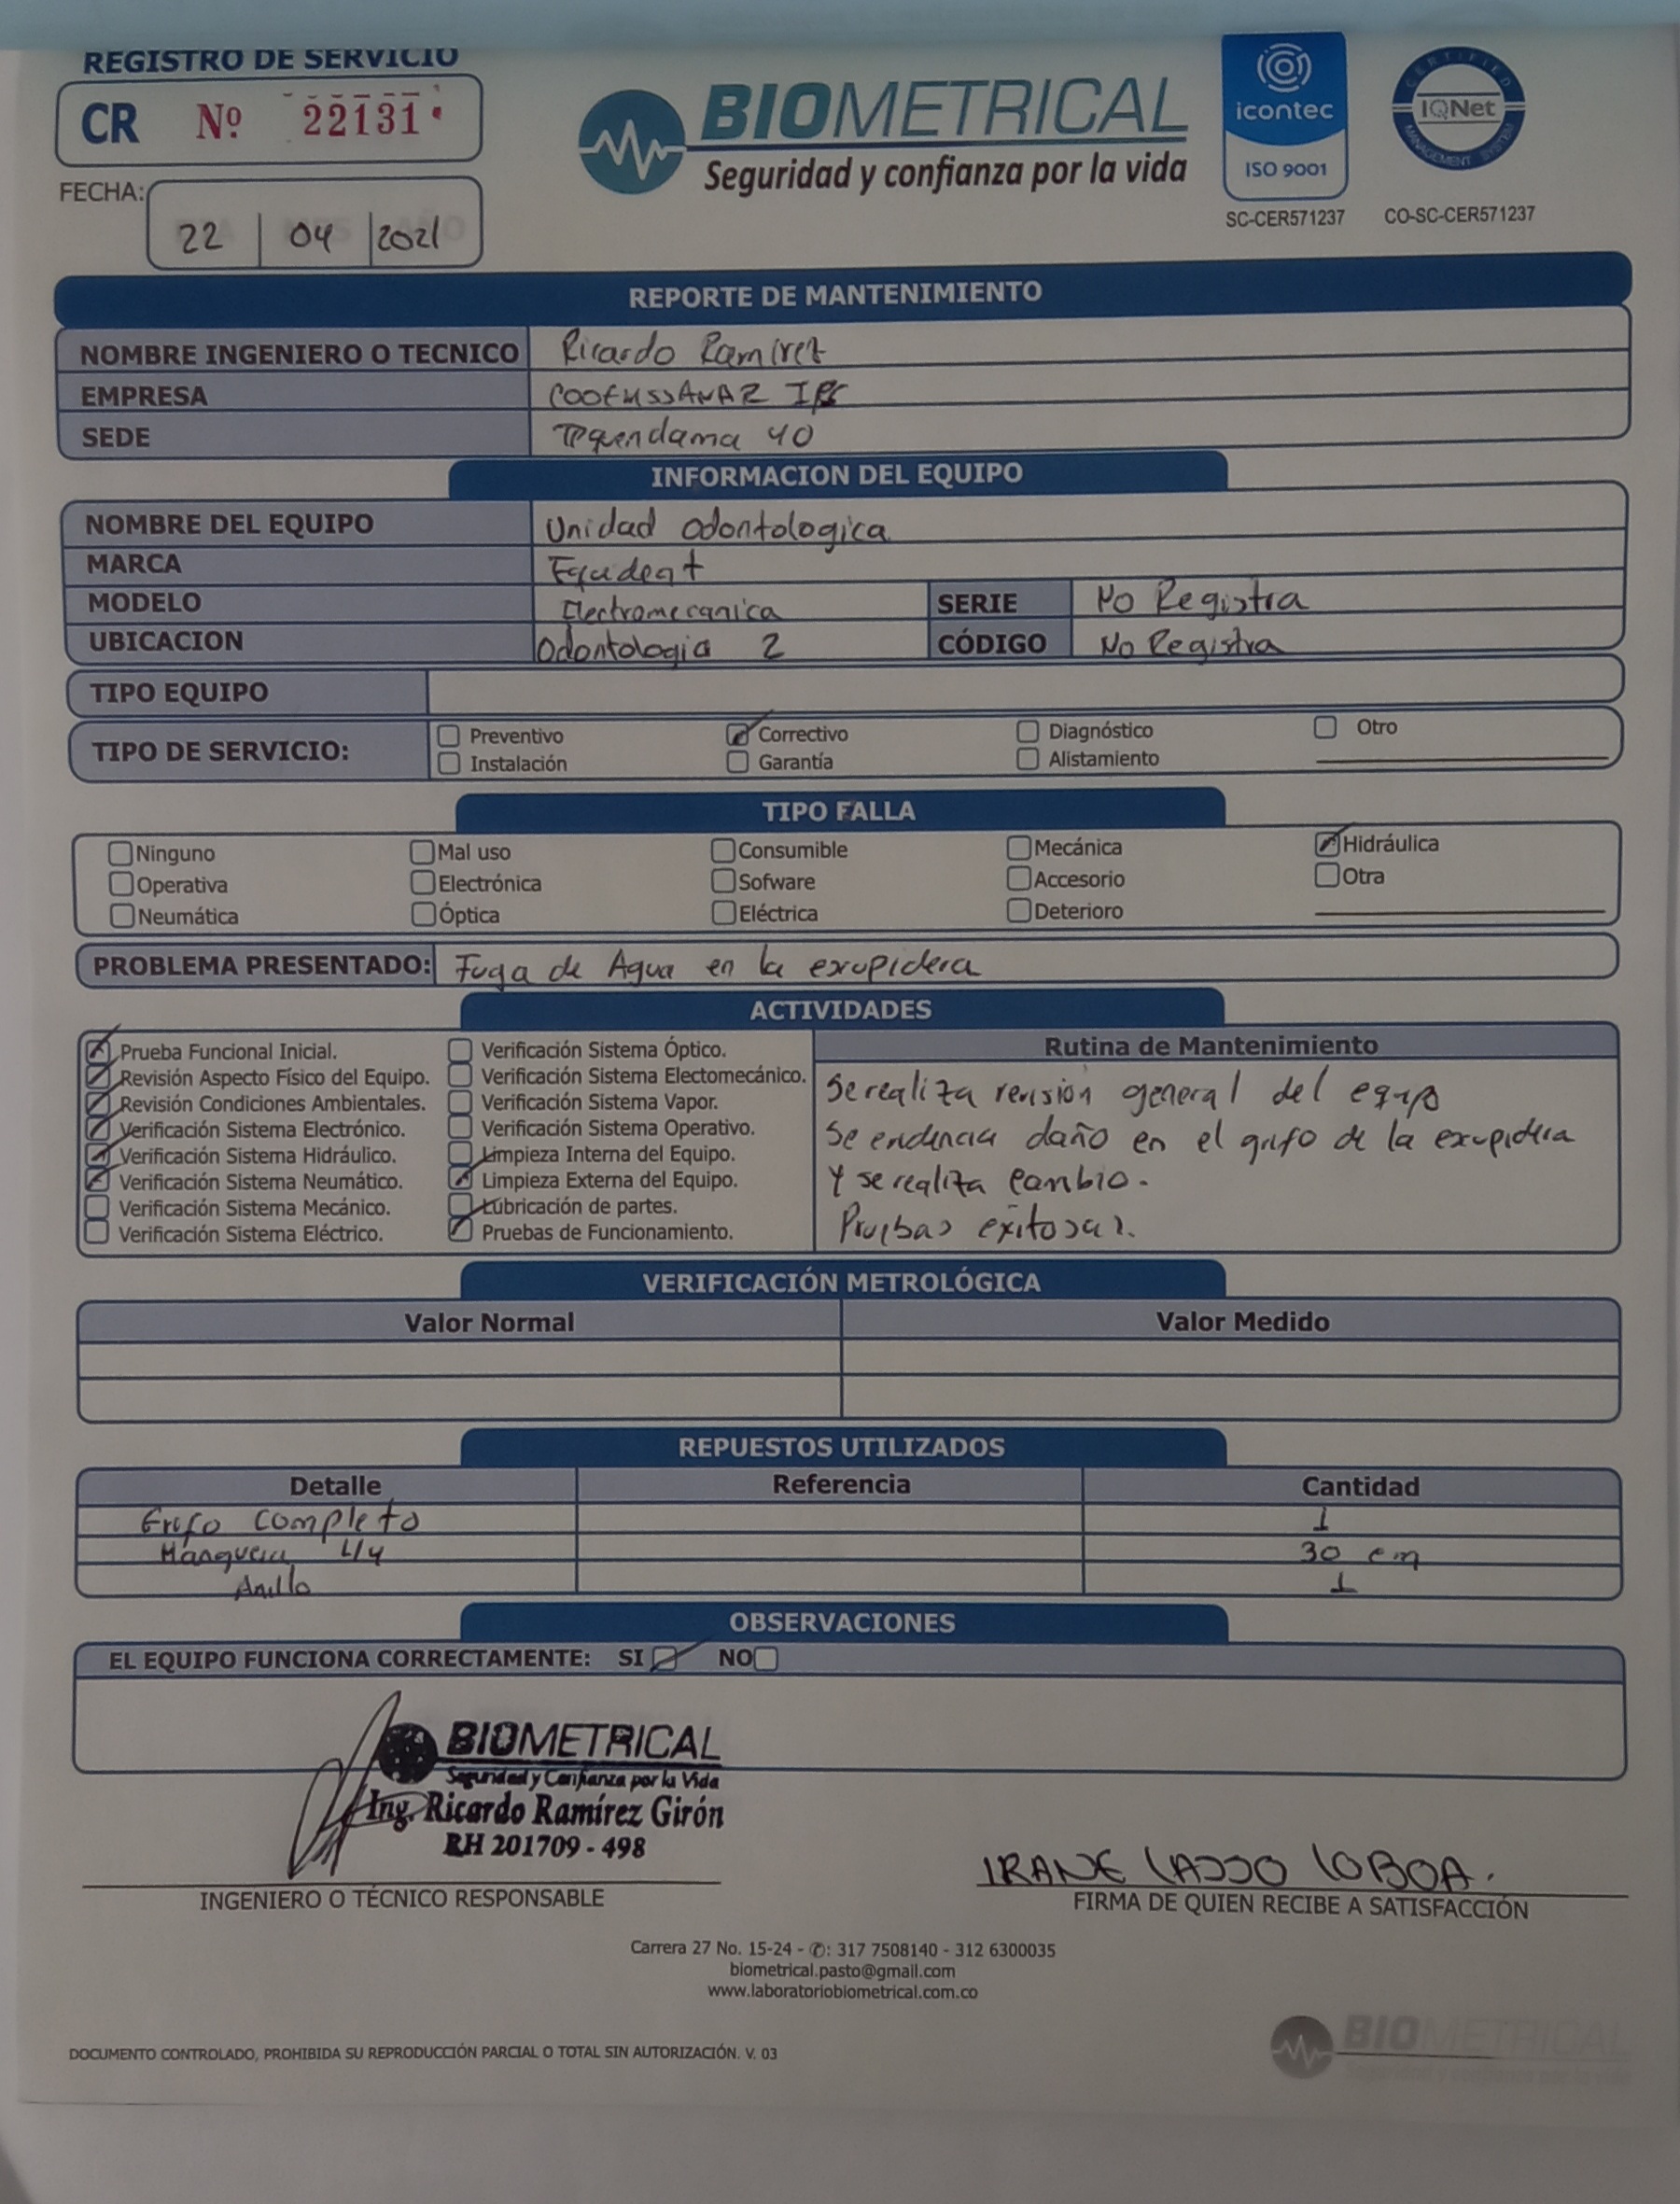 REGISTRO DE SERVICIO
CR Nº 22131
FECHA: 22 04 2021
BIOMETRICAL
Seguridad y confianza por la vida
icontec
ISO 9001
SC-CER571237
CERTIFIED
IQNet
MANAGEMENT SYSTEM
CO-SC-CER571237
REPORTE DE MANTENIMIENTO
NOMBRE INGENIERO O TECNICO Ricardo Ramirez
EMPRESA COOEMSSANAR IPS
SEDE Tequendama 40
INFORMACION DEL EQUIPO
NOMBRE DEL EQUIPO Unidad Odontologica
MARCA Equdent
MODELO Electromecanica SERIE No Registra
UBICACION Odontologia 2 CÓDIGO No Registra
TIPO EQUIPO
TIPO DE SERVICIO:
Preventivo Correctivo Diagnóstico Otro
Instalación Garantía Alistamiento
TIPO FALLA
Ninguno Mal uso Consumible Mecánica Hidráulica
Operativa Electrónica Sofware Accesorio Otra
Neumática Óptica Eléctrica Deterioro
PROBLEMA PRESENTADO: Fuga de Agua en la exupidera
ACTIVIDADES
Prueba Funcional Inicial.
Revisión Aspecto Físico del Equipo.
Revisión Condiciones Ambientales.
Verificación Sistema Electrónico.
Verificación Sistema Hidráulico.
Verificación Sistema Neumático.
Verificación Sistema Mecánico.
Verificación Sistema Eléctrico.
Verificación Sistema Óptico.
Verificación Sistema Electomecánico.
Verificación Sistema Vapor.
Verificación Sistema Operativo.
Limpieza Interna del Equipo.
Limpieza Externa del Equipo.
Lubricación de partes.
Pruebas de Funcionamiento.
Rutina de Mantenimiento
Se realiza revisión general del equipo
Se evidencia daño en el grifo de la exupidera
Y se realiza cambio.
Pruebas exitosas.
VERIFICACIÓN METROLÓGICA
Valor Normal Valor Medido
REPUESTOS UTILIZADOS
Detalle Referencia Cantidad
Grifo completo 1
Manguera 1/4 30 cm
Anillo 1
OBSERVACIONES
EL EQUIPO FUNCIONA CORRECTAMENTE: SI NO
BIOMETRICAL
Seguridad y Confianza por la Vida
Ing. Ricardo Ramírez Girón
RH 201709 - 498
INGENIERO O TÉCNICO RESPONSABLE
IRANE LASSO LOBOA.
FIRMA DE QUIEN RECIBE A SATISFACCIÓN
Carrera 27 No. 15-24 - ✆: 317 7508140 - 312 6300035
biometrical.pasto@gmail.com
www.laboratoriobiometrical.com.co
DOCUMENTO CONTROLADO, PROHIBIDA SU REPRODUCCIÓN PARCIAL O TOTAL SIN AUTORIZACIÓN. V. 03
BIOMETRICAL